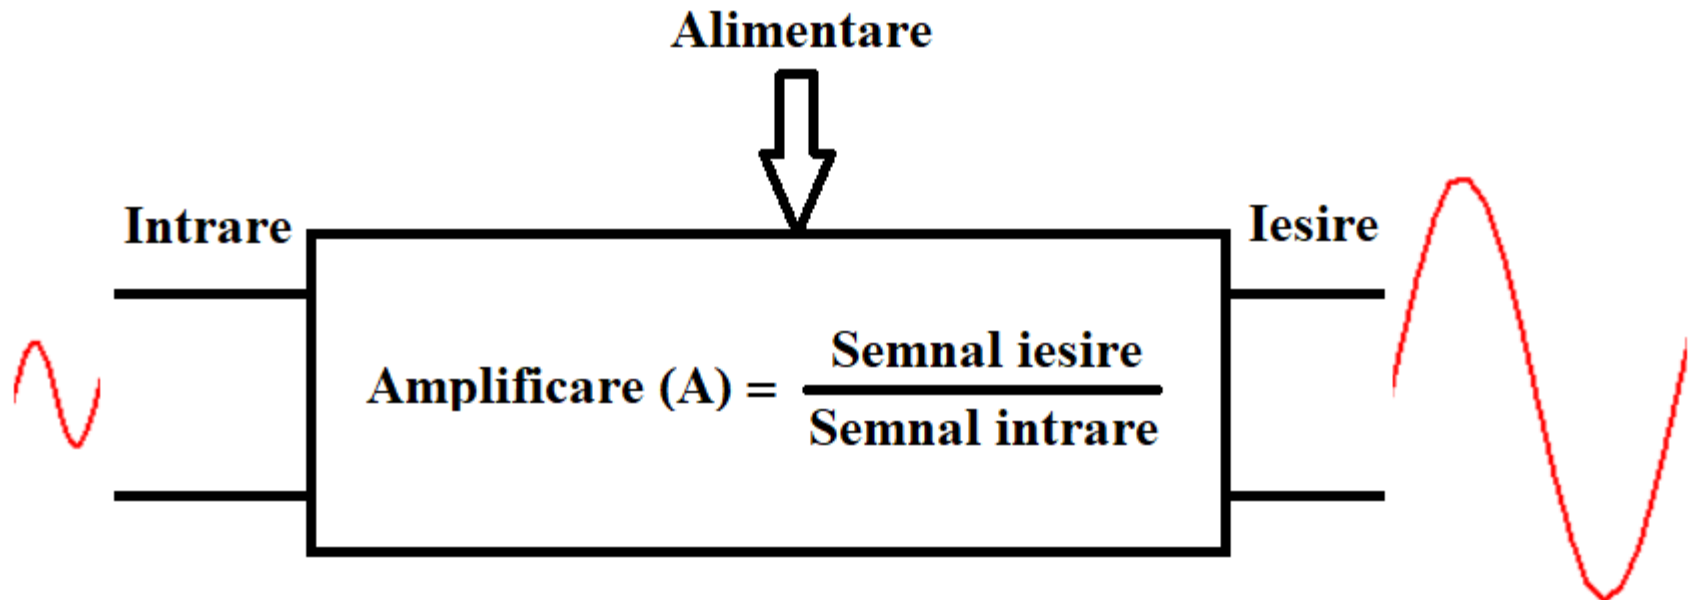 Alimentare
Intrare
Iesire
Amplificare (A) =
Semnal iesire
Semnal intrare